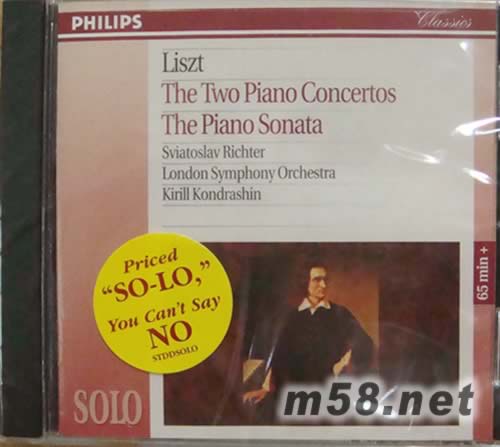 PHILIPS
Classics
Liszt
The Two Piano Concertos
The Piano Sonata
Sviatoslav Richter
London Symphony Orchestra
Kirill Kondrashin
Priced
“SO-LO,”
You Can't Say
NO
STDDSOLO
65 min +
SOLO
m58.net